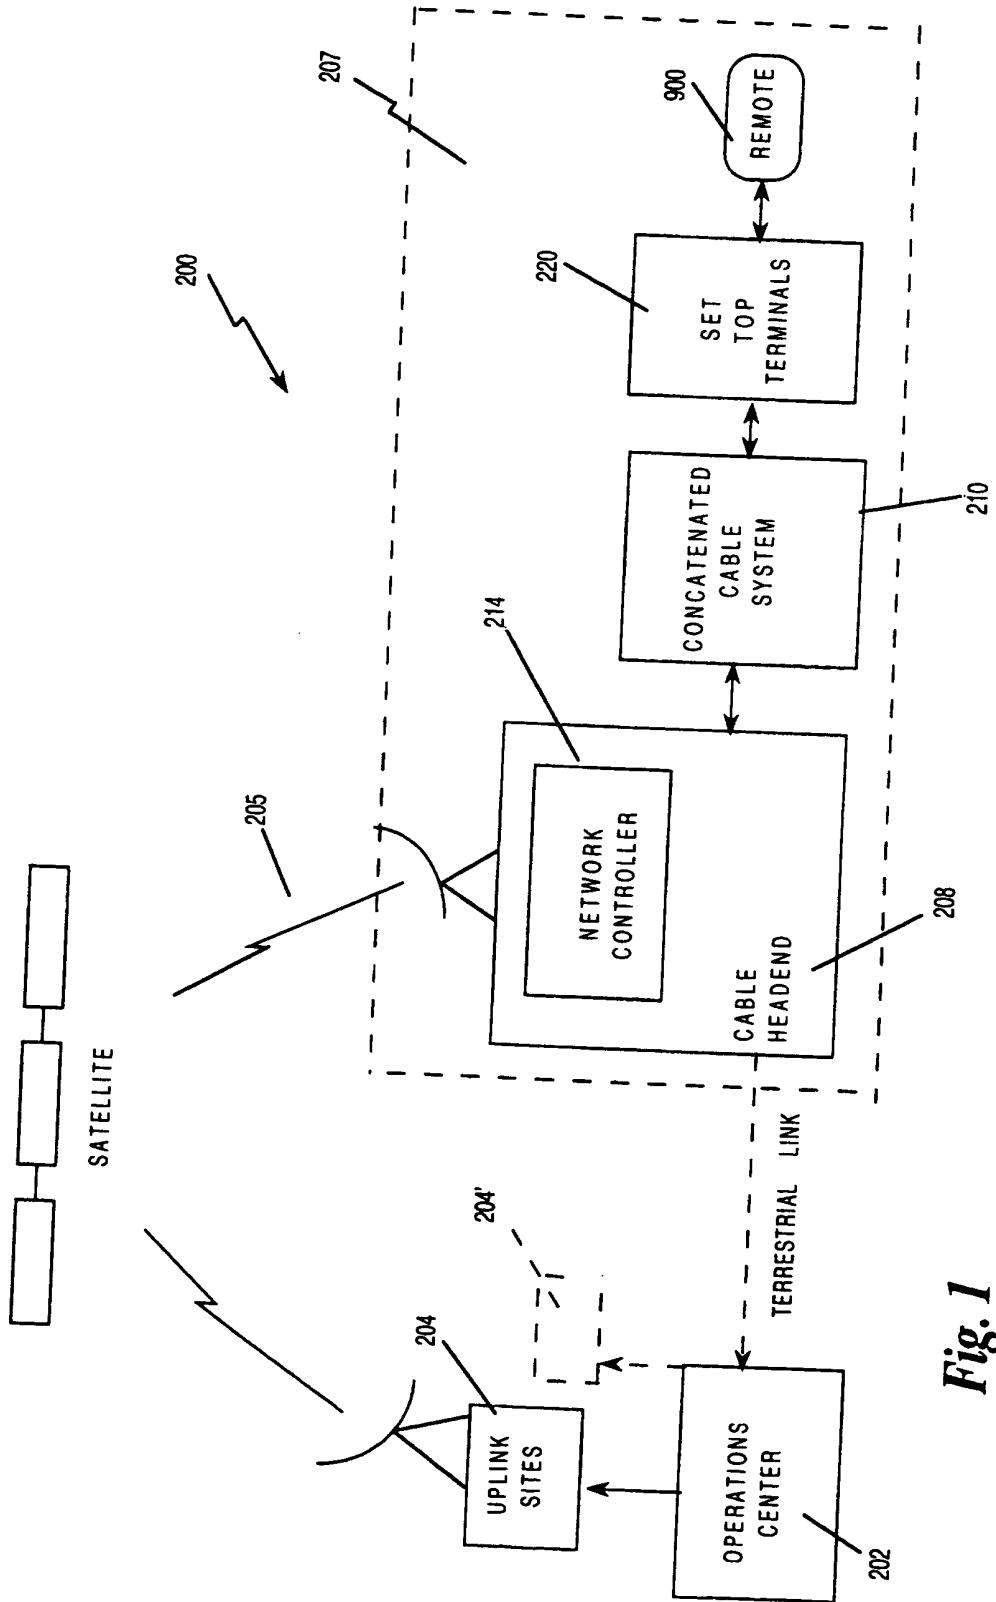 SATELLITE
200
205
207
204
204'
UPLINK
SITES
OPERATIONS
CENTER
202
TERRESTRIAL LINK
214
NETWORK
CONTROLLER
CABLE
HEADEND
208
CONCATENATED
CABLE
SYSTEM
210
220
SET
TOP
TERMINALS
900
REMOTE
Fig. 1